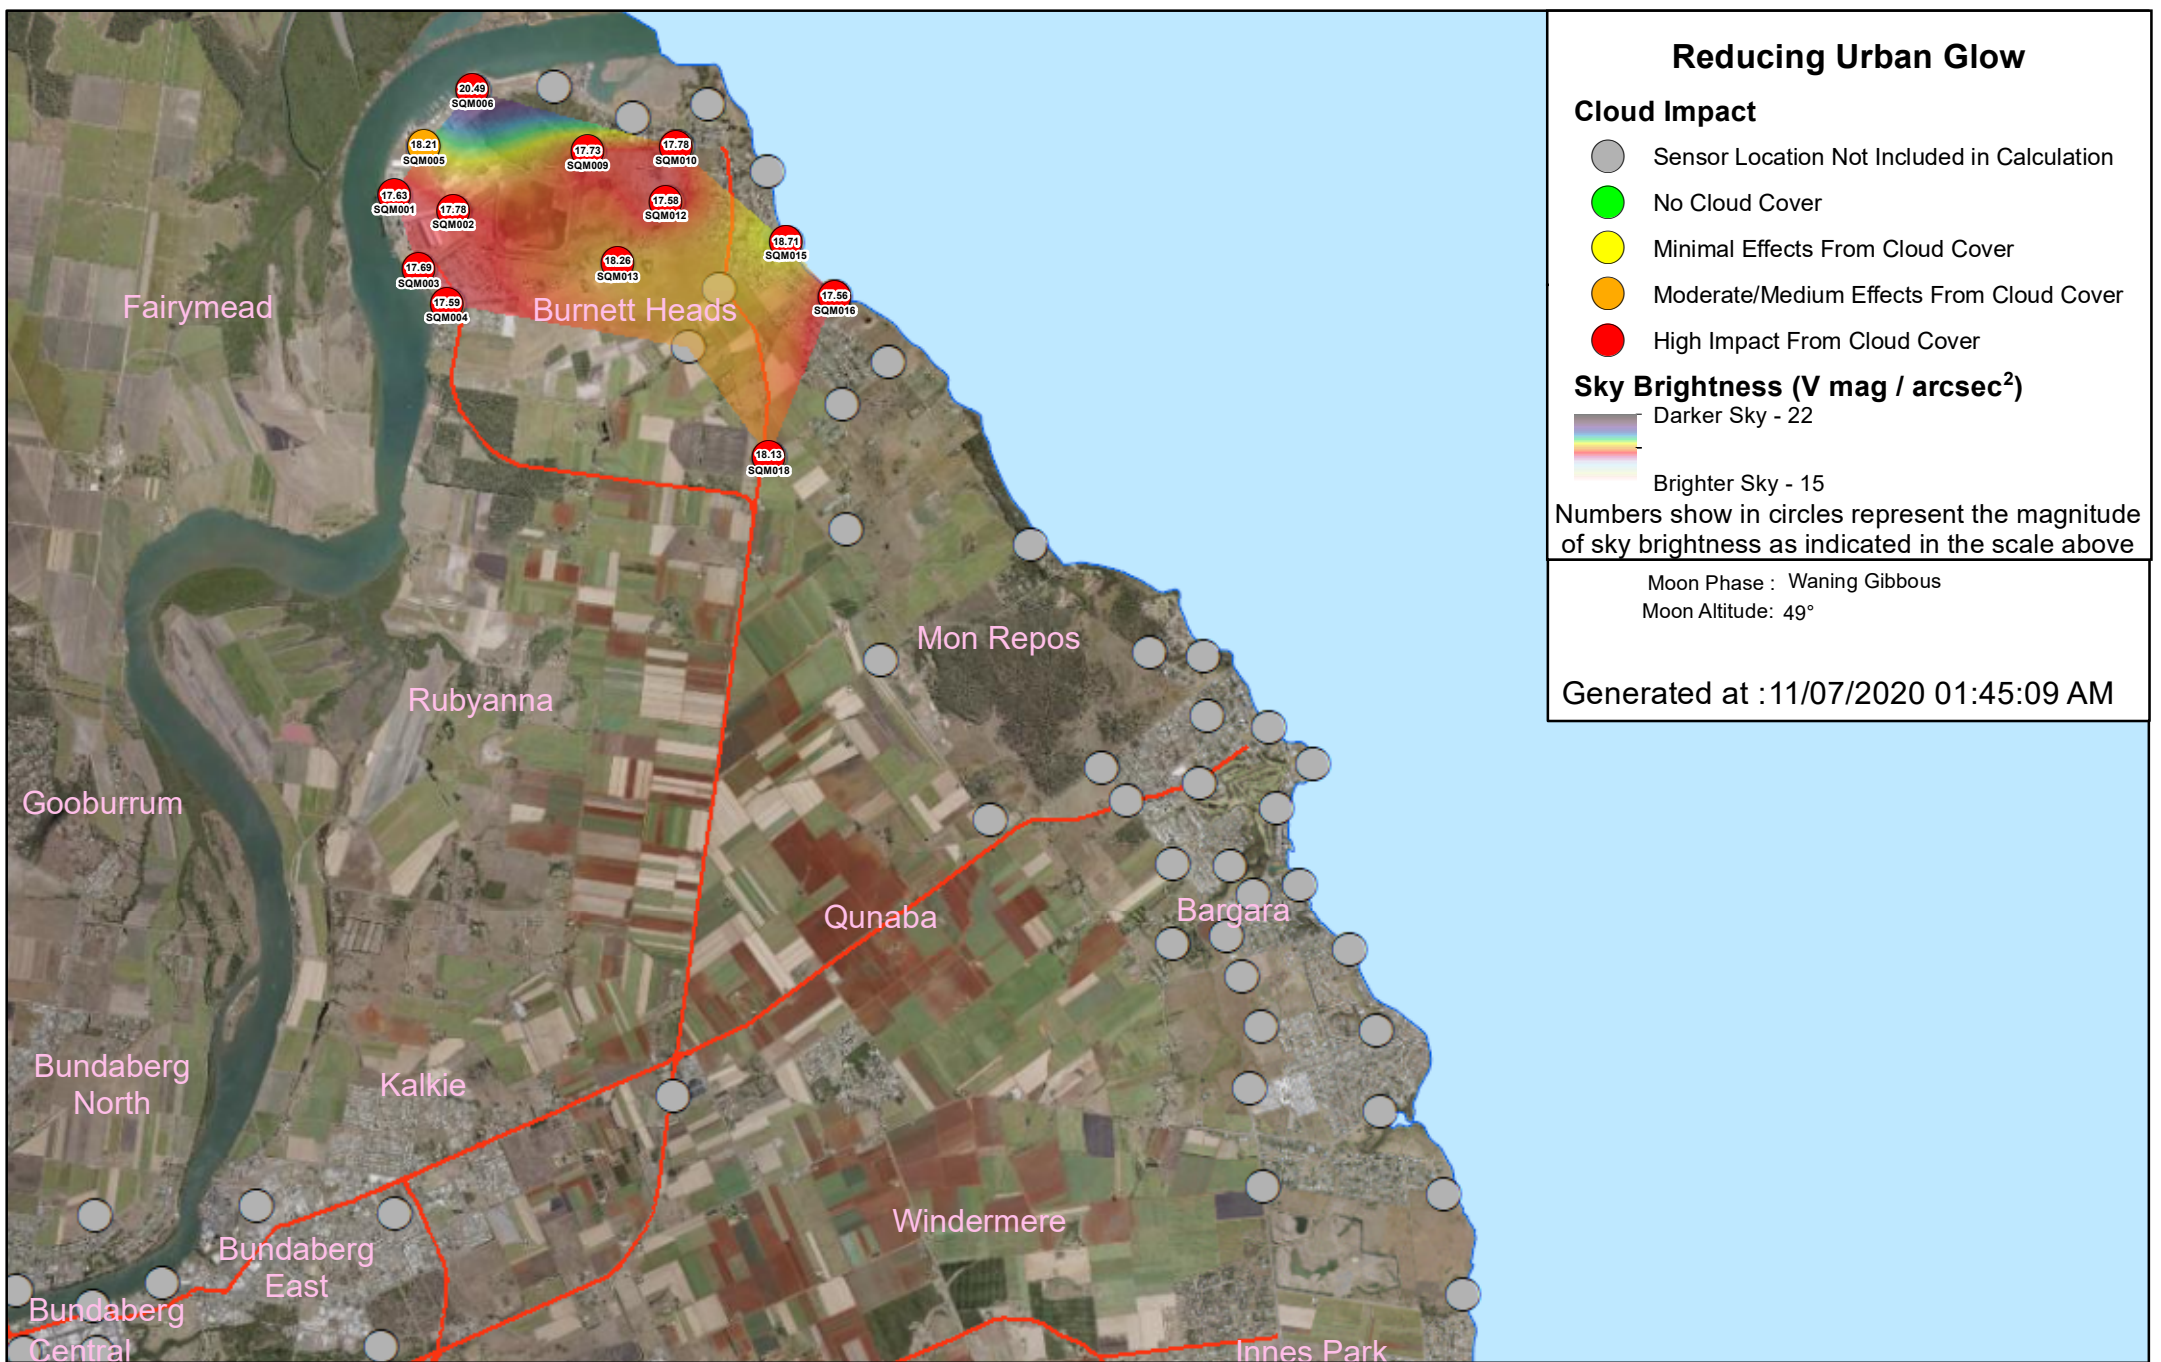 Reducing Urban Glow
Cloud Impact
Sensor Location Not Included in Calculation
No Cloud Cover
Minimal Effects From Cloud Cover
Moderate/Medium Effects From Cloud Cover
High Impact From Cloud Cover
Sky Brightness (V mag / arcsec²)
Darker Sky - 22
Brighter Sky - 15
Numbers show in circles represent the magnitude
of sky brightness as indicated in the scale above
Moon Phase : Waning Gibbous
Moon Altitude: 49°
Generated at :11/07/2020 01:45:09 AM
20.49
SQM006
18.21
SQM005
17.73
SQM009
17.78
SQM010
17.63
SQM001
17.78
SQM002
17.58
SQM012
18.71
SQM015
18.26
SQM013
17.69
SQM003
17.59
SQM004
17.56
SQM016
18.13
SQM018
Fairymead
Burnett Heads
Mon Repos
Rubyanna
Gooburrum
Qunaba
Bargara
Bundaberg
North
Kalkie
Windermere
Bundaberg
East
Bundaberg
Central
Innes Park